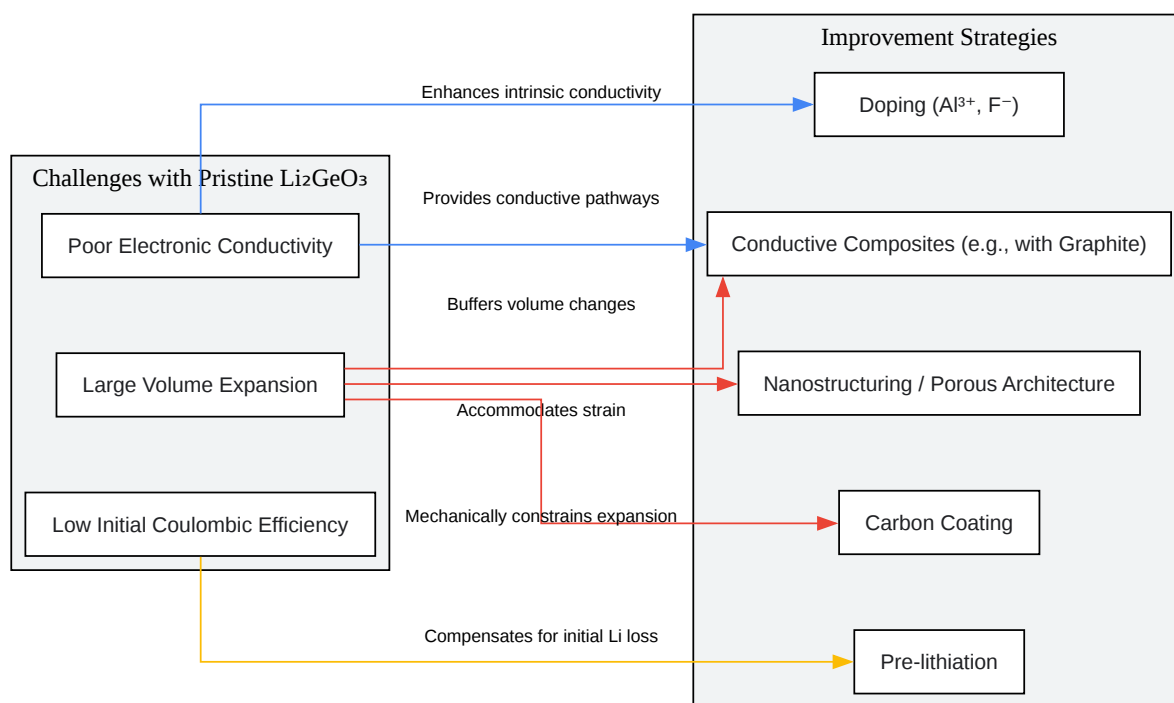 Improvement Strategies
Enhances intrinsic conductivity
Doping (Al³⁺, F⁻)
Challenges with Pristine Li₂GeO₃
Provides conductive pathways
Poor Electronic Conductivity
Conductive Composites (e.g., with Graphite)
Buffers volume changes
Large Volume Expansion
Nanostructuring / Porous Architecture
Accommodates strain
Low Initial Coulombic Efficiency
Mechanically constrains expansion
Carbon Coating
Compensates for initial Li loss
Pre-lithiation